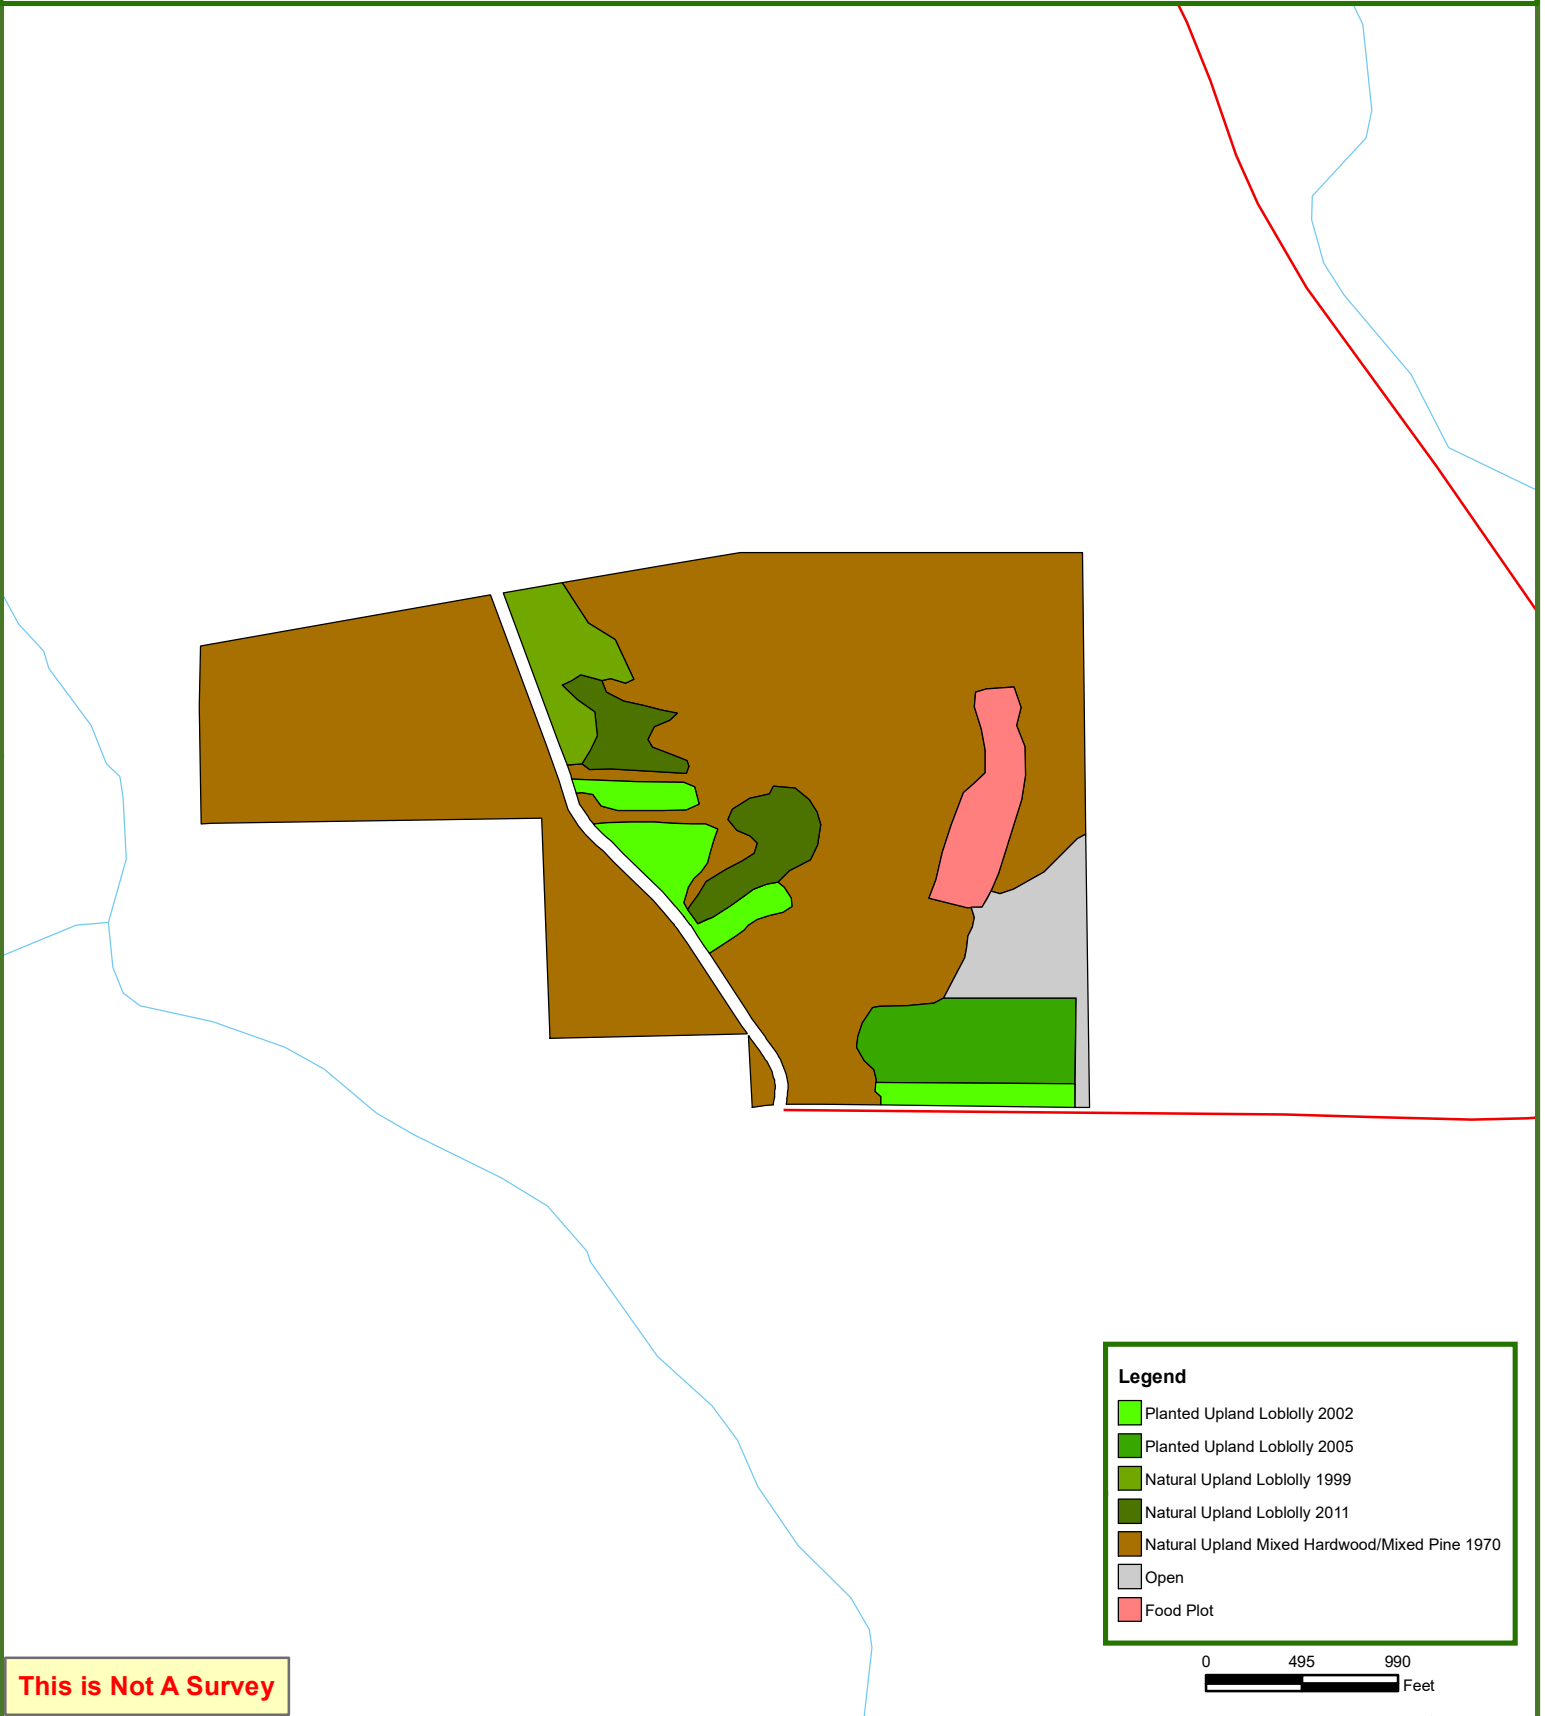 Legend
Planted Upland Loblolly 2002
Planted Upland Loblolly 2005
Natural Upland Loblolly 1999
Natural Upland Loblolly 2011
Natural Upland Mixed Hardwood/Mixed Pine 1970
Open
Food Plot
0 495 990
Feet
This is Not A Survey